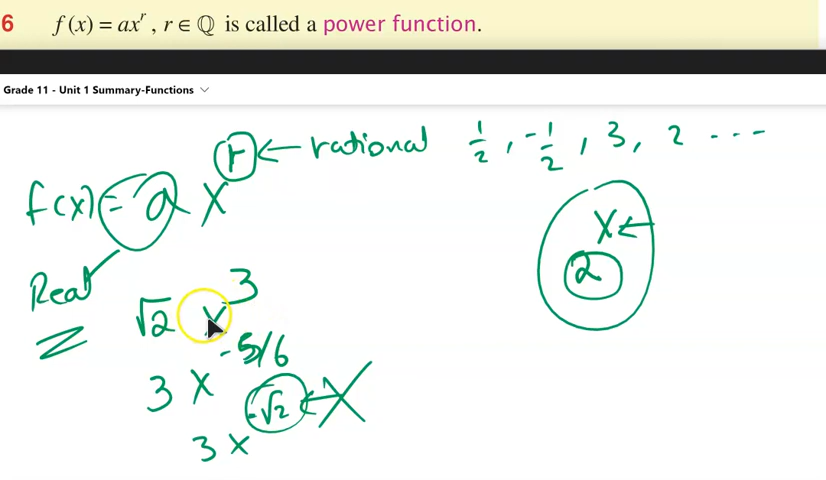 6 f(x) = ax^r, r ∈ ℚ is called a power function.
Grade 11 - Unit 1 Summary-Functions
f(x) = a x^r ← rational 1/2, -1/2, 3, 2 ...
x ←
2
Real
√2 x^3
3 x^-5/6
3 x^-√2 ← X